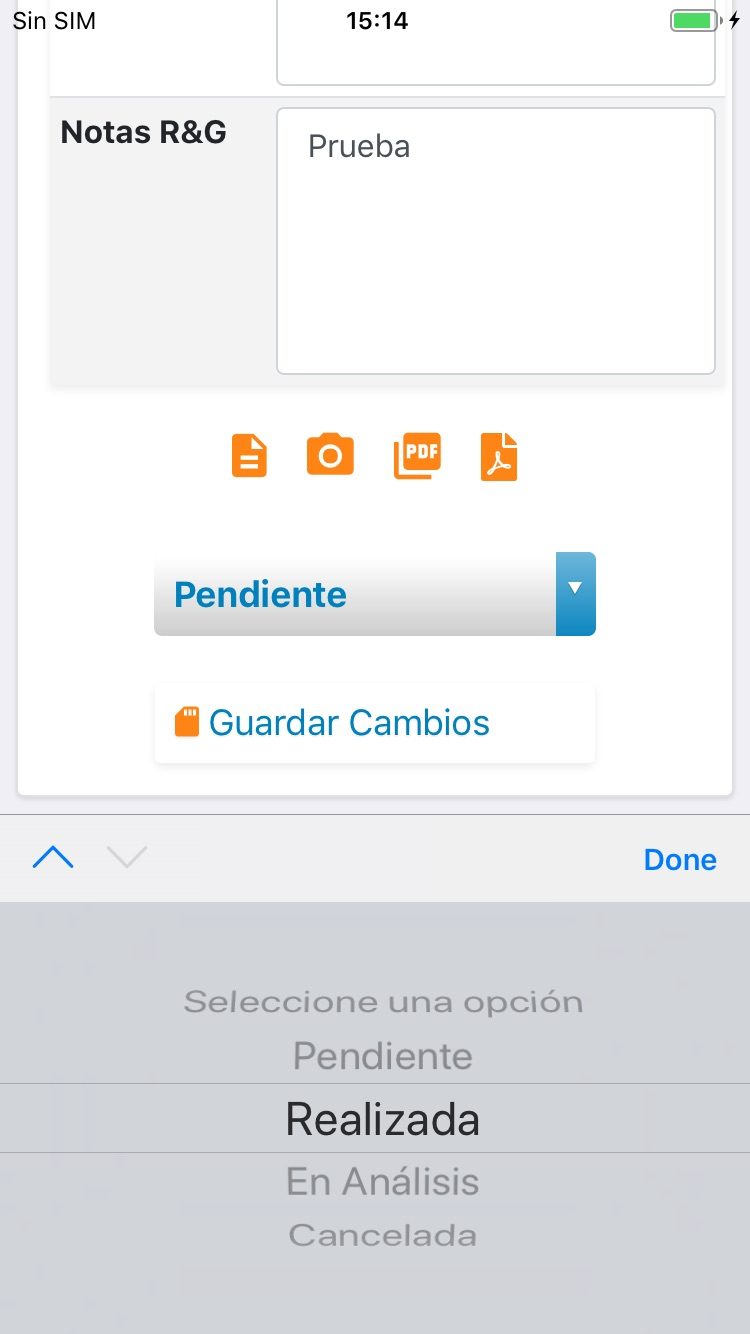 Sin SIM 15:14
Notas R&G
Prueba
PDF
Pendiente
Guardar Cambios
Done
Seleccione una opción
Pendiente
Realizada
En Análisis
Cancelada